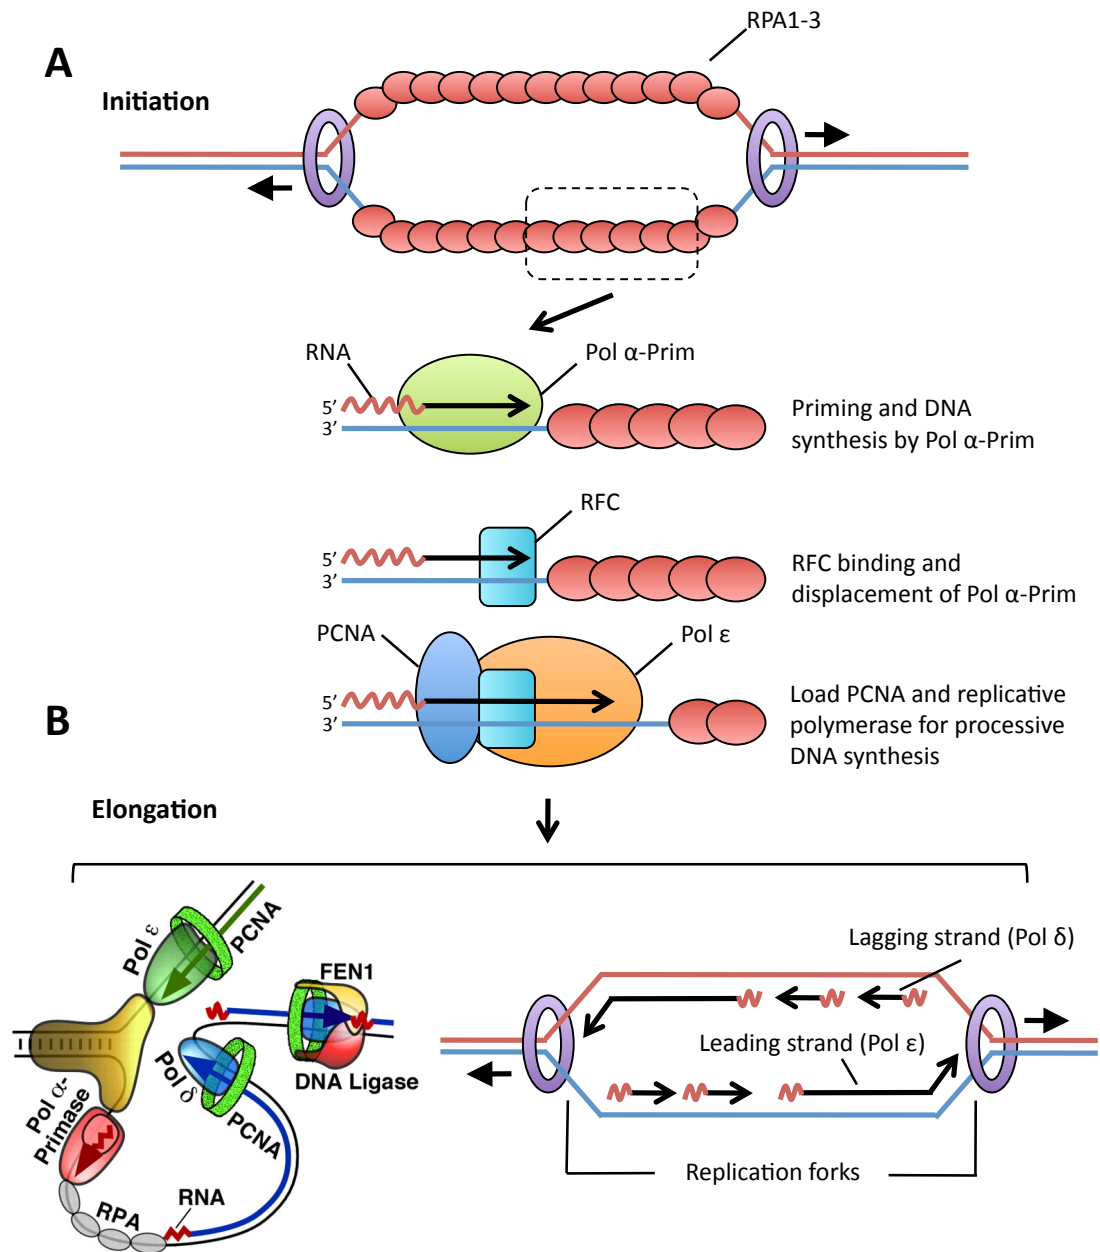 A
RPA1-3
Initiation
RNA
Pol α-Prim
5’
3’
Priming and DNA
synthesis by Pol α-Prim
RFC
5’
3’
RFC binding and
displacement of Pol α-Prim
PCNA
Pol ε
5’
3’
Load PCNA and replicative
polymerase for processive
DNA synthesis
B
Elongation
Pol ε
PCNA
FEN1
DNA Ligase
Pol δ
PCNA
Pol α-
Primase
RPA
RNA
Lagging strand (Pol δ)
Leading strand (Pol ε)
Replication forks